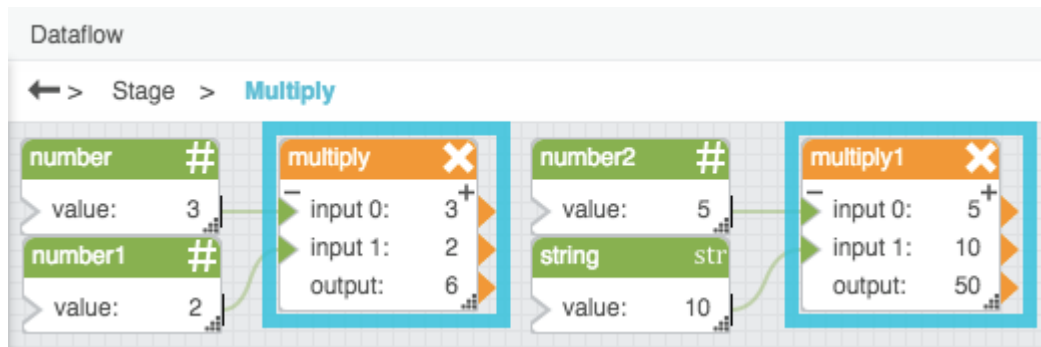 Dataflow
> Stage > Multiply
number #
value: 3
number1 #
value: 2
multiply
− +
input 0: 3
input 1: 2
output: 6
number2 #
value: 5
string str
value: 10
multiply1
− +
input 0: 5
input 1: 10
output: 50